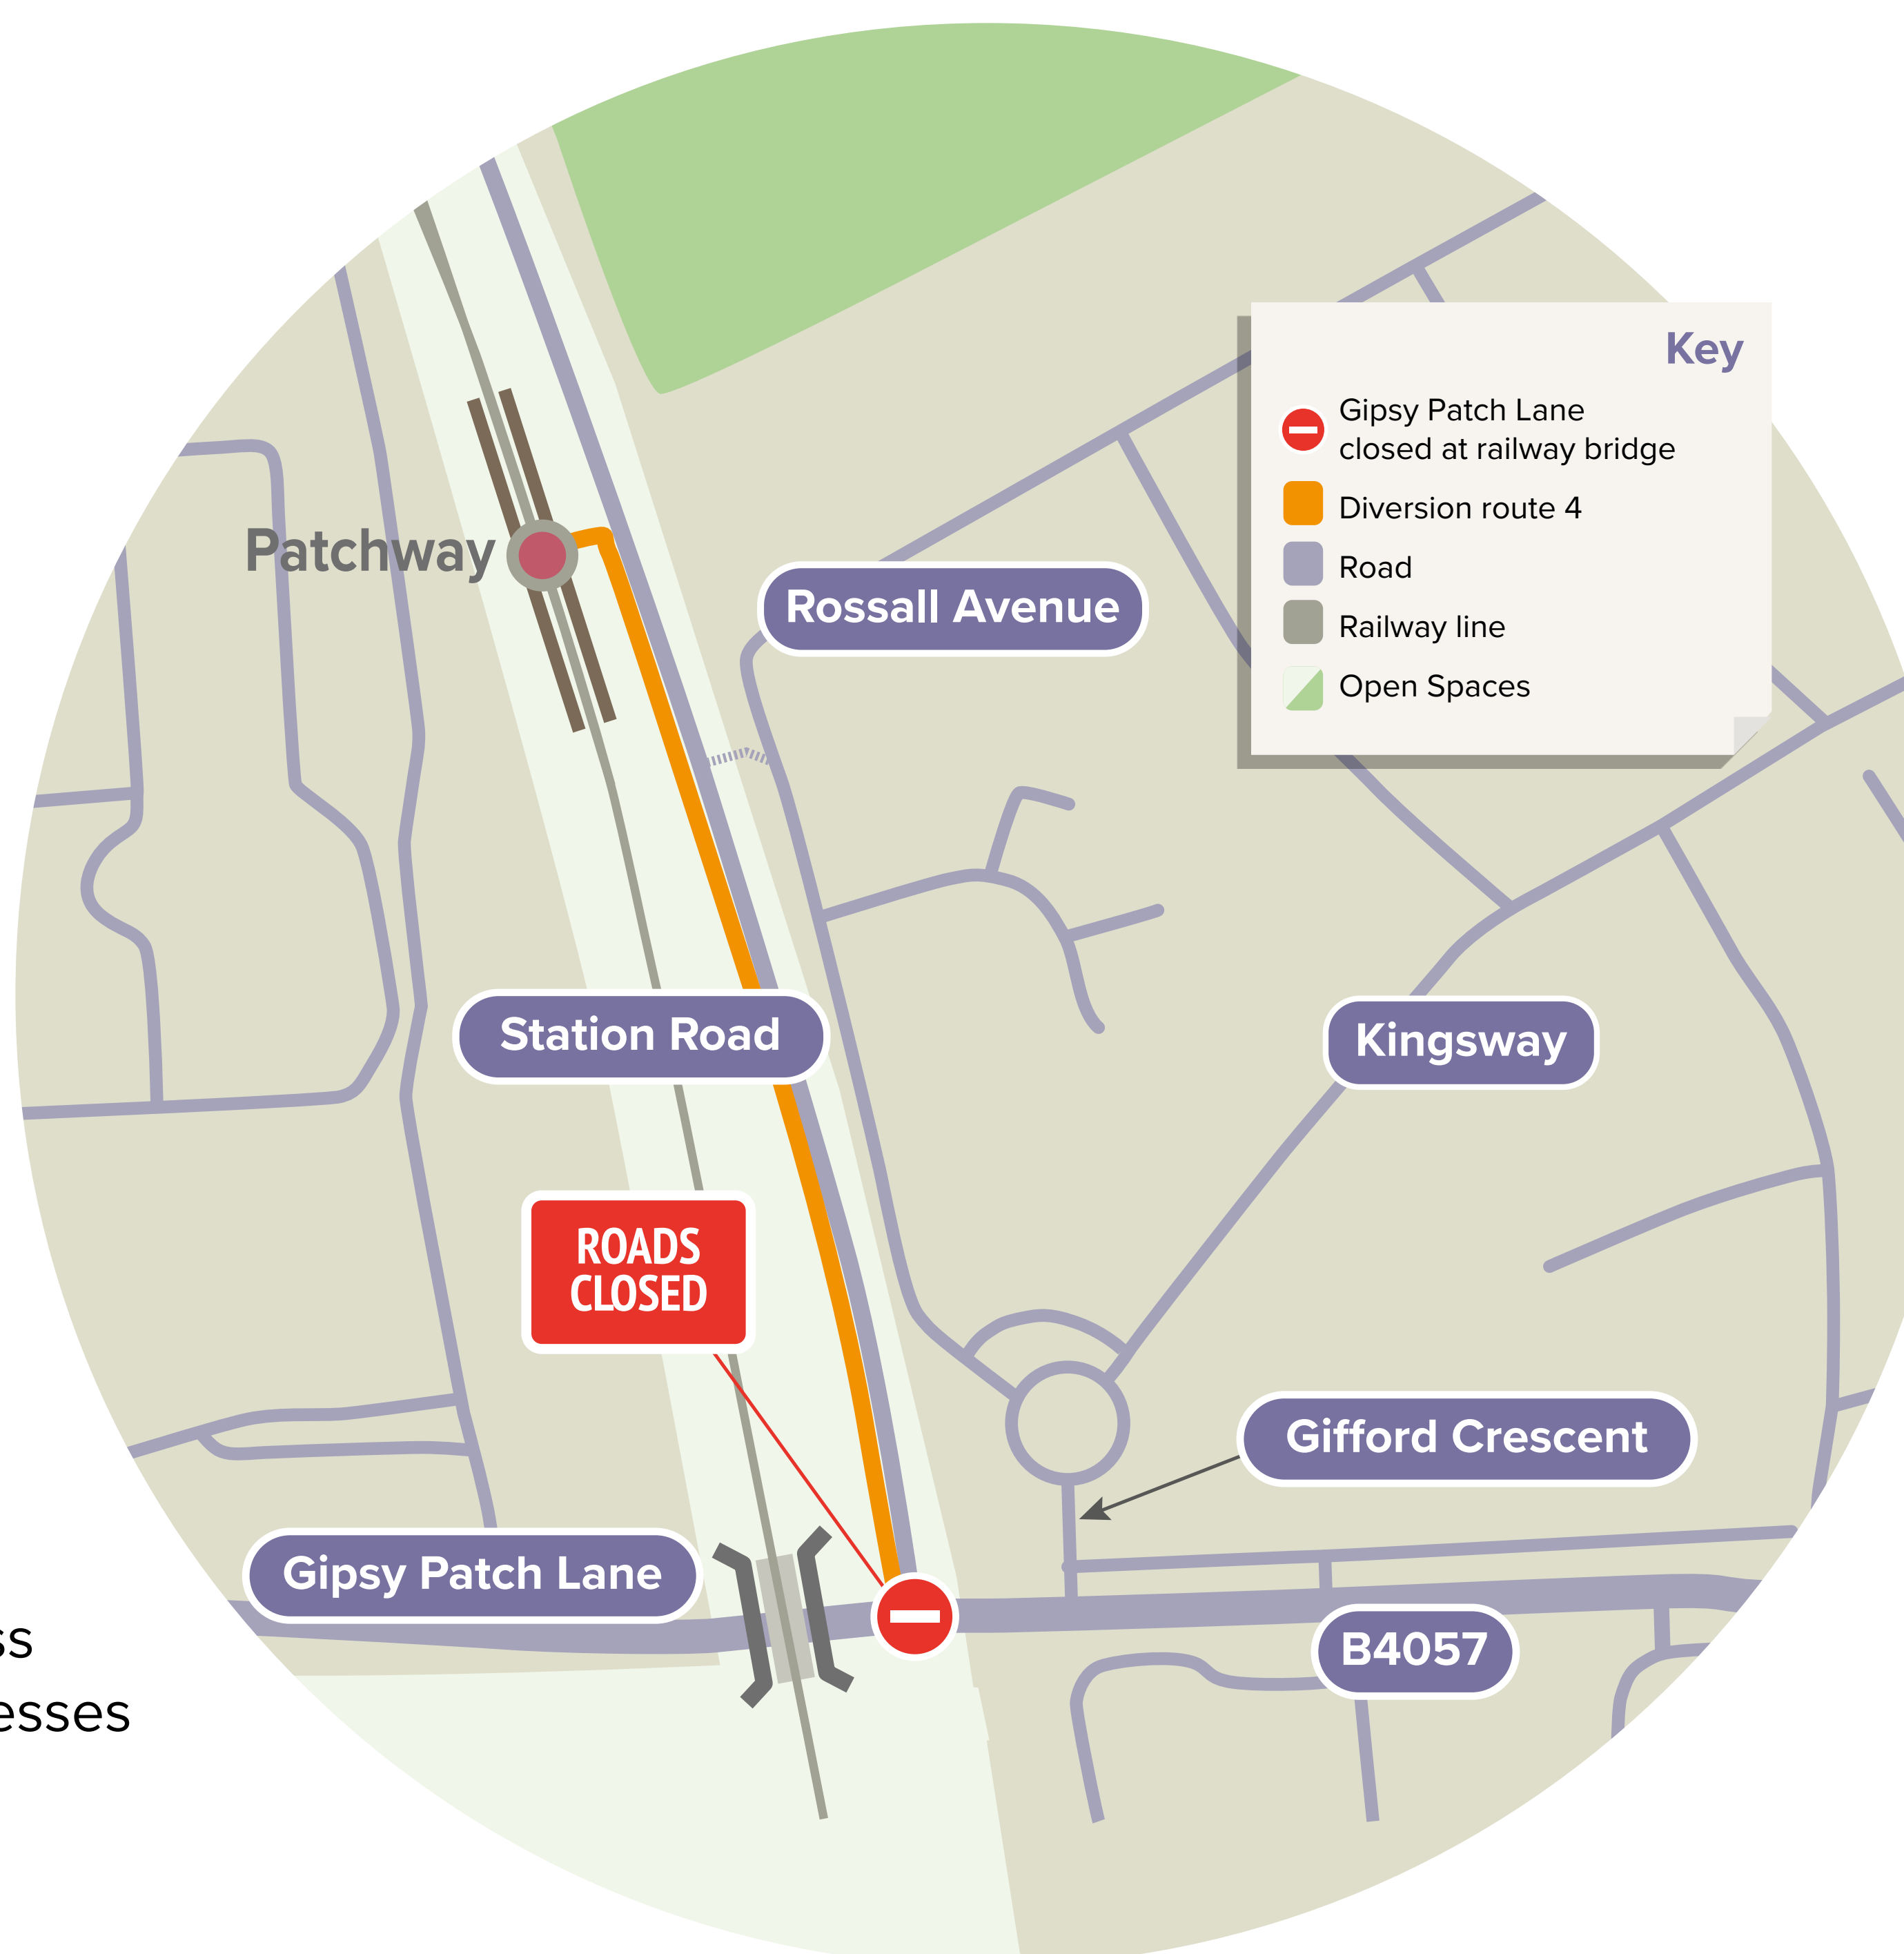 Key
Gipsy Patch Lane
closed at railway bridge
Diversion route 4
Road
Railway line
Open Spaces
Patchway
Rossall Avenue
Station Road
Kingsway
ROADS
CLOSED
Gifford Crescent
Gipsy Patch Lane
B4057